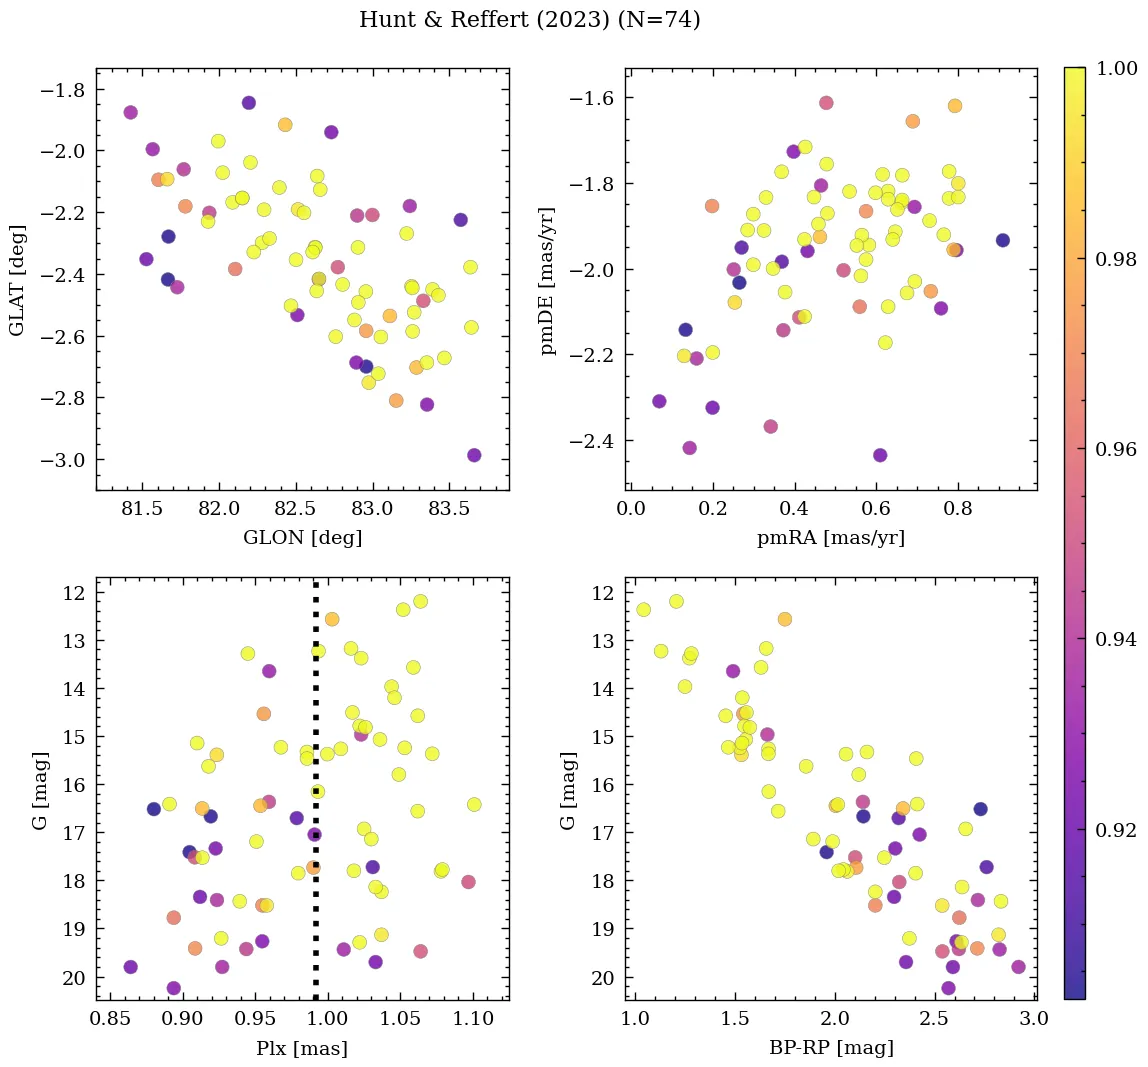 Hunt & Reffert (2023) (N=74)
−1.8
−2.0
−2.2
−2.4
−2.6
−2.8
−3.0
GLAT [deg]
81.5 82.0 82.5 83.0 83.5
GLON [deg]
−1.6
−1.8
−2.0
−2.2
−2.4
pmDE [mas/yr]
0.0 0.2 0.4 0.6 0.8
pmRA [mas/yr]
1.00
0.98
0.96
0.94
0.92
12
13
14
15
16
17
18
19
20
G [mag]
0.85 0.90 0.95 1.00 1.05 1.10
Plx [mas]
12
13
14
15
16
17
18
19
20
G [mag]
1.0 1.5 2.0 2.5 3.0
BP-RP [mag]